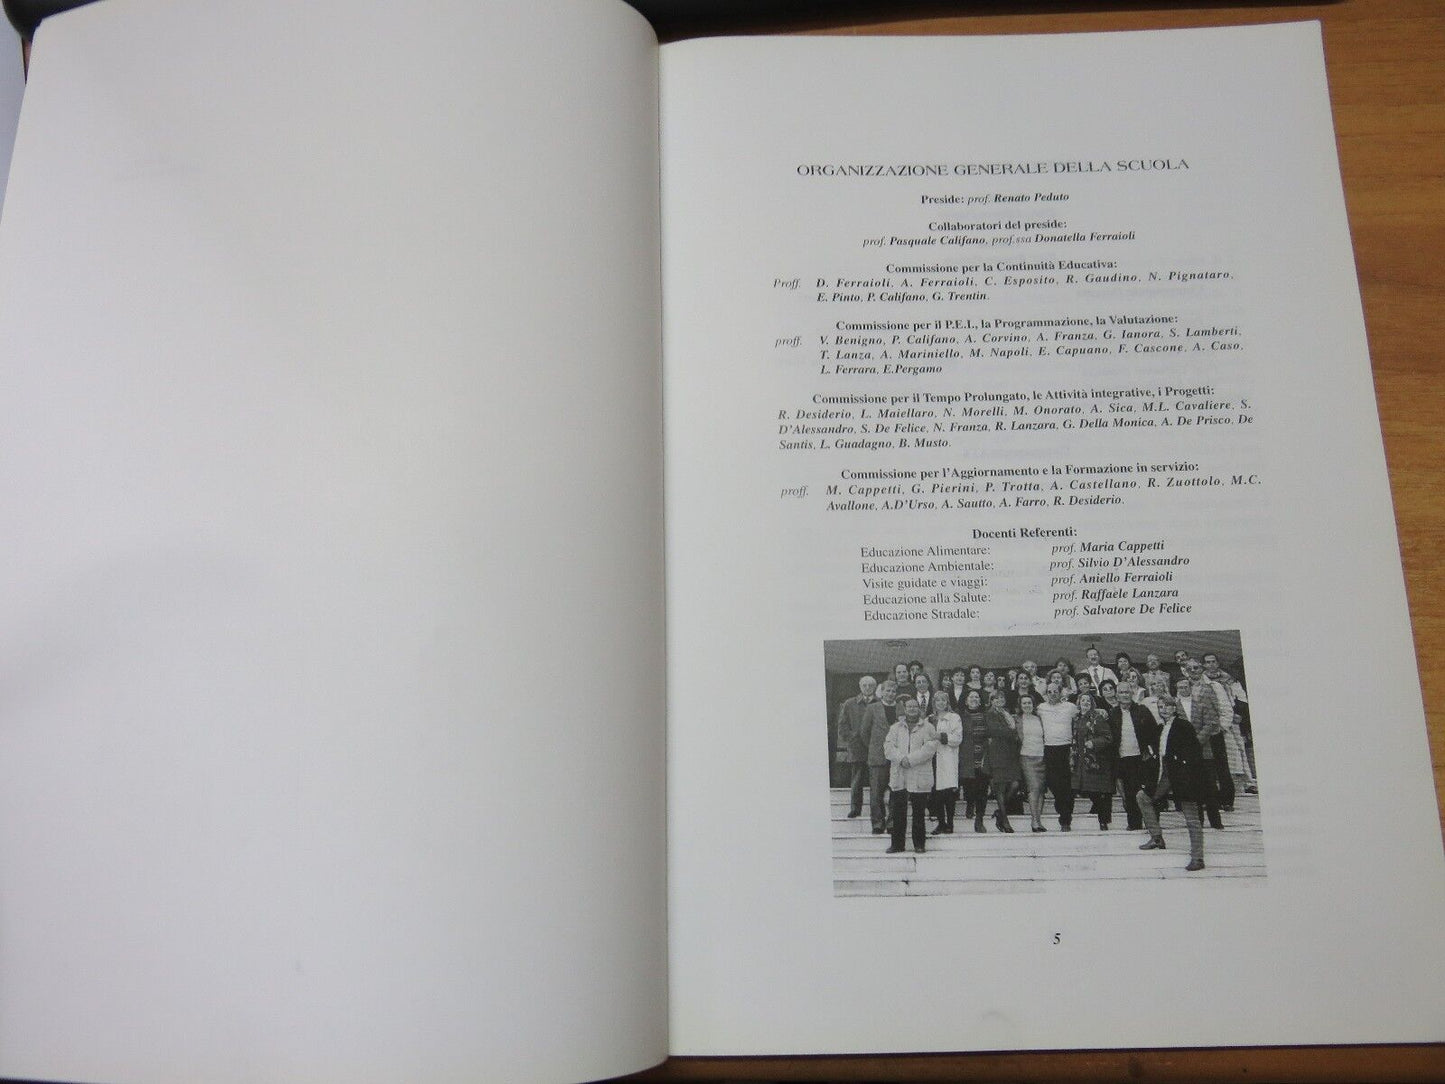 ORGANIZZAZIONE GENERALE DELLA SCUOLA
Preside: prof. Renato Peduto
Collaboratori del preside:
prof. Pasquale Califano, prof.ssa Donatella Ferraioli
Commissione per la Continuità Educativa:
Proff. D. Ferraioli, A. Ferraioli, C. Esposito, R. Gaudino, N. Pignataro,
E. Pinto, P. Califano, G. Trentin.
Commissione per il P.E.I., la Programmazione, la Valutazione:
proff. V. Benigno, P. Califano, A. Corvino, A. Franza, G. Ianora, S. Lamberti,
T. Lanza, A. Mariniello, M. Napoli, E. Capuano, F. Cascone, A. Caso,
L. Ferrara, E.Pergamo
Commissione per il Tempo Prolungato, le Attività integrative, i Progetti:
R. Desiderio, L. Maiellaro, N. Morelli, M. Onorato, A. Sica, M.L. Cavaliere, S.
D'Alessandro, S. De Felice, N. Franza, R. Lanzara, G. Della Monica, A. De Prisco, De
Santis, L. Guadagno, B. Musto.
Commissione per l'Aggiornamento e la Formazione in servizio:
proff. M. Cappetti, G. Pierini, P. Trotta, A. Castellano, R. Zuottolo, M.C.
Avallone, A.D'Urso, A. Sautto, A. Farro, R. Desiderio.
Docenti Referenti:
Educazione Alimentare: prof. Maria Cappetti
Educazione Ambientale: prof. Silvio D'Alessandro
Visite guidate e viaggi: prof. Aniello Ferraioli
Educazione alla Salute: prof. Raffaele Lanzara
Educazione Stradale: prof. Salvatore De Felice
5